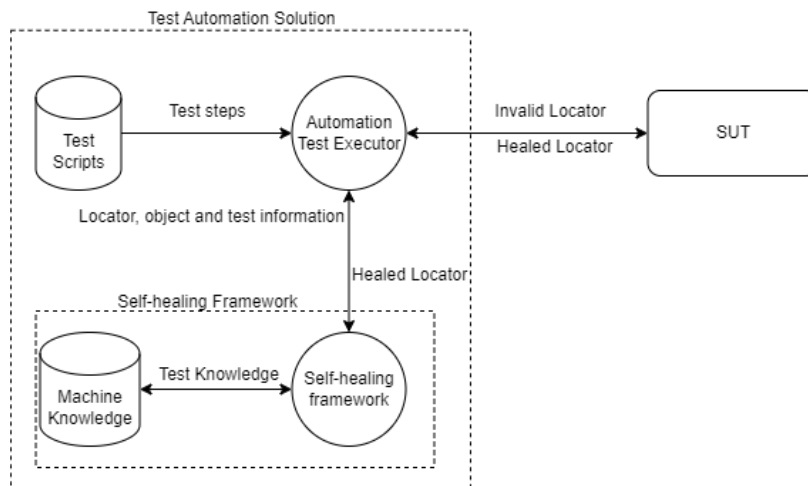 Test Automation Solution
Test
Scripts
Test steps
Automation
Test Executor
Invalid Locator
Healed Locator
SUT
Locator, object and test information
Healed Locator
Self-healing Framework
Machine
Knowledge
Test Knowledge
Self-healing
framework